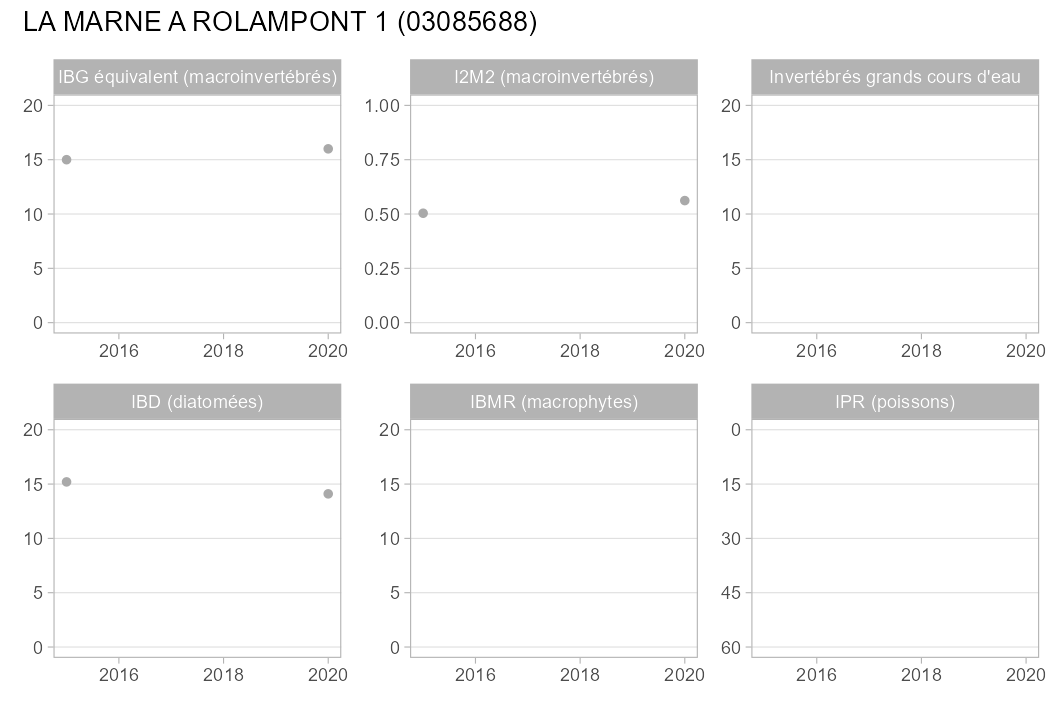 LA MARNE A ROLAMPONT 1 (03085688)
IBG équivalent (macroinvertébrés)
20
15
10
5
0
2016 2018 2020
I2M2 (macroinvertébrés)
1.00
0.75
0.50
0.25
0.00
2016 2018 2020
Invertébrés grands cours d'eau
20
15
10
5
0
2016 2018 2020
IBD (diatomées)
20
15
10
5
0
2016 2018 2020
IBMR (macrophytes)
20
15
10
5
0
2016 2018 2020
IPR (poissons)
0
15
30
45
60
2016 2018 2020